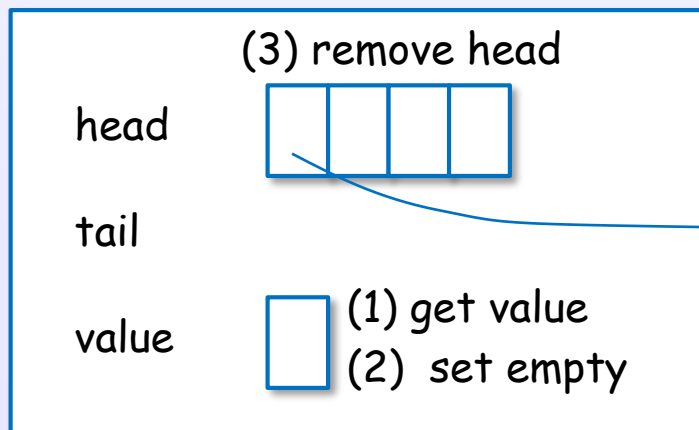 (3) remove head
head
tail
value
(1) get value
(2) set empty